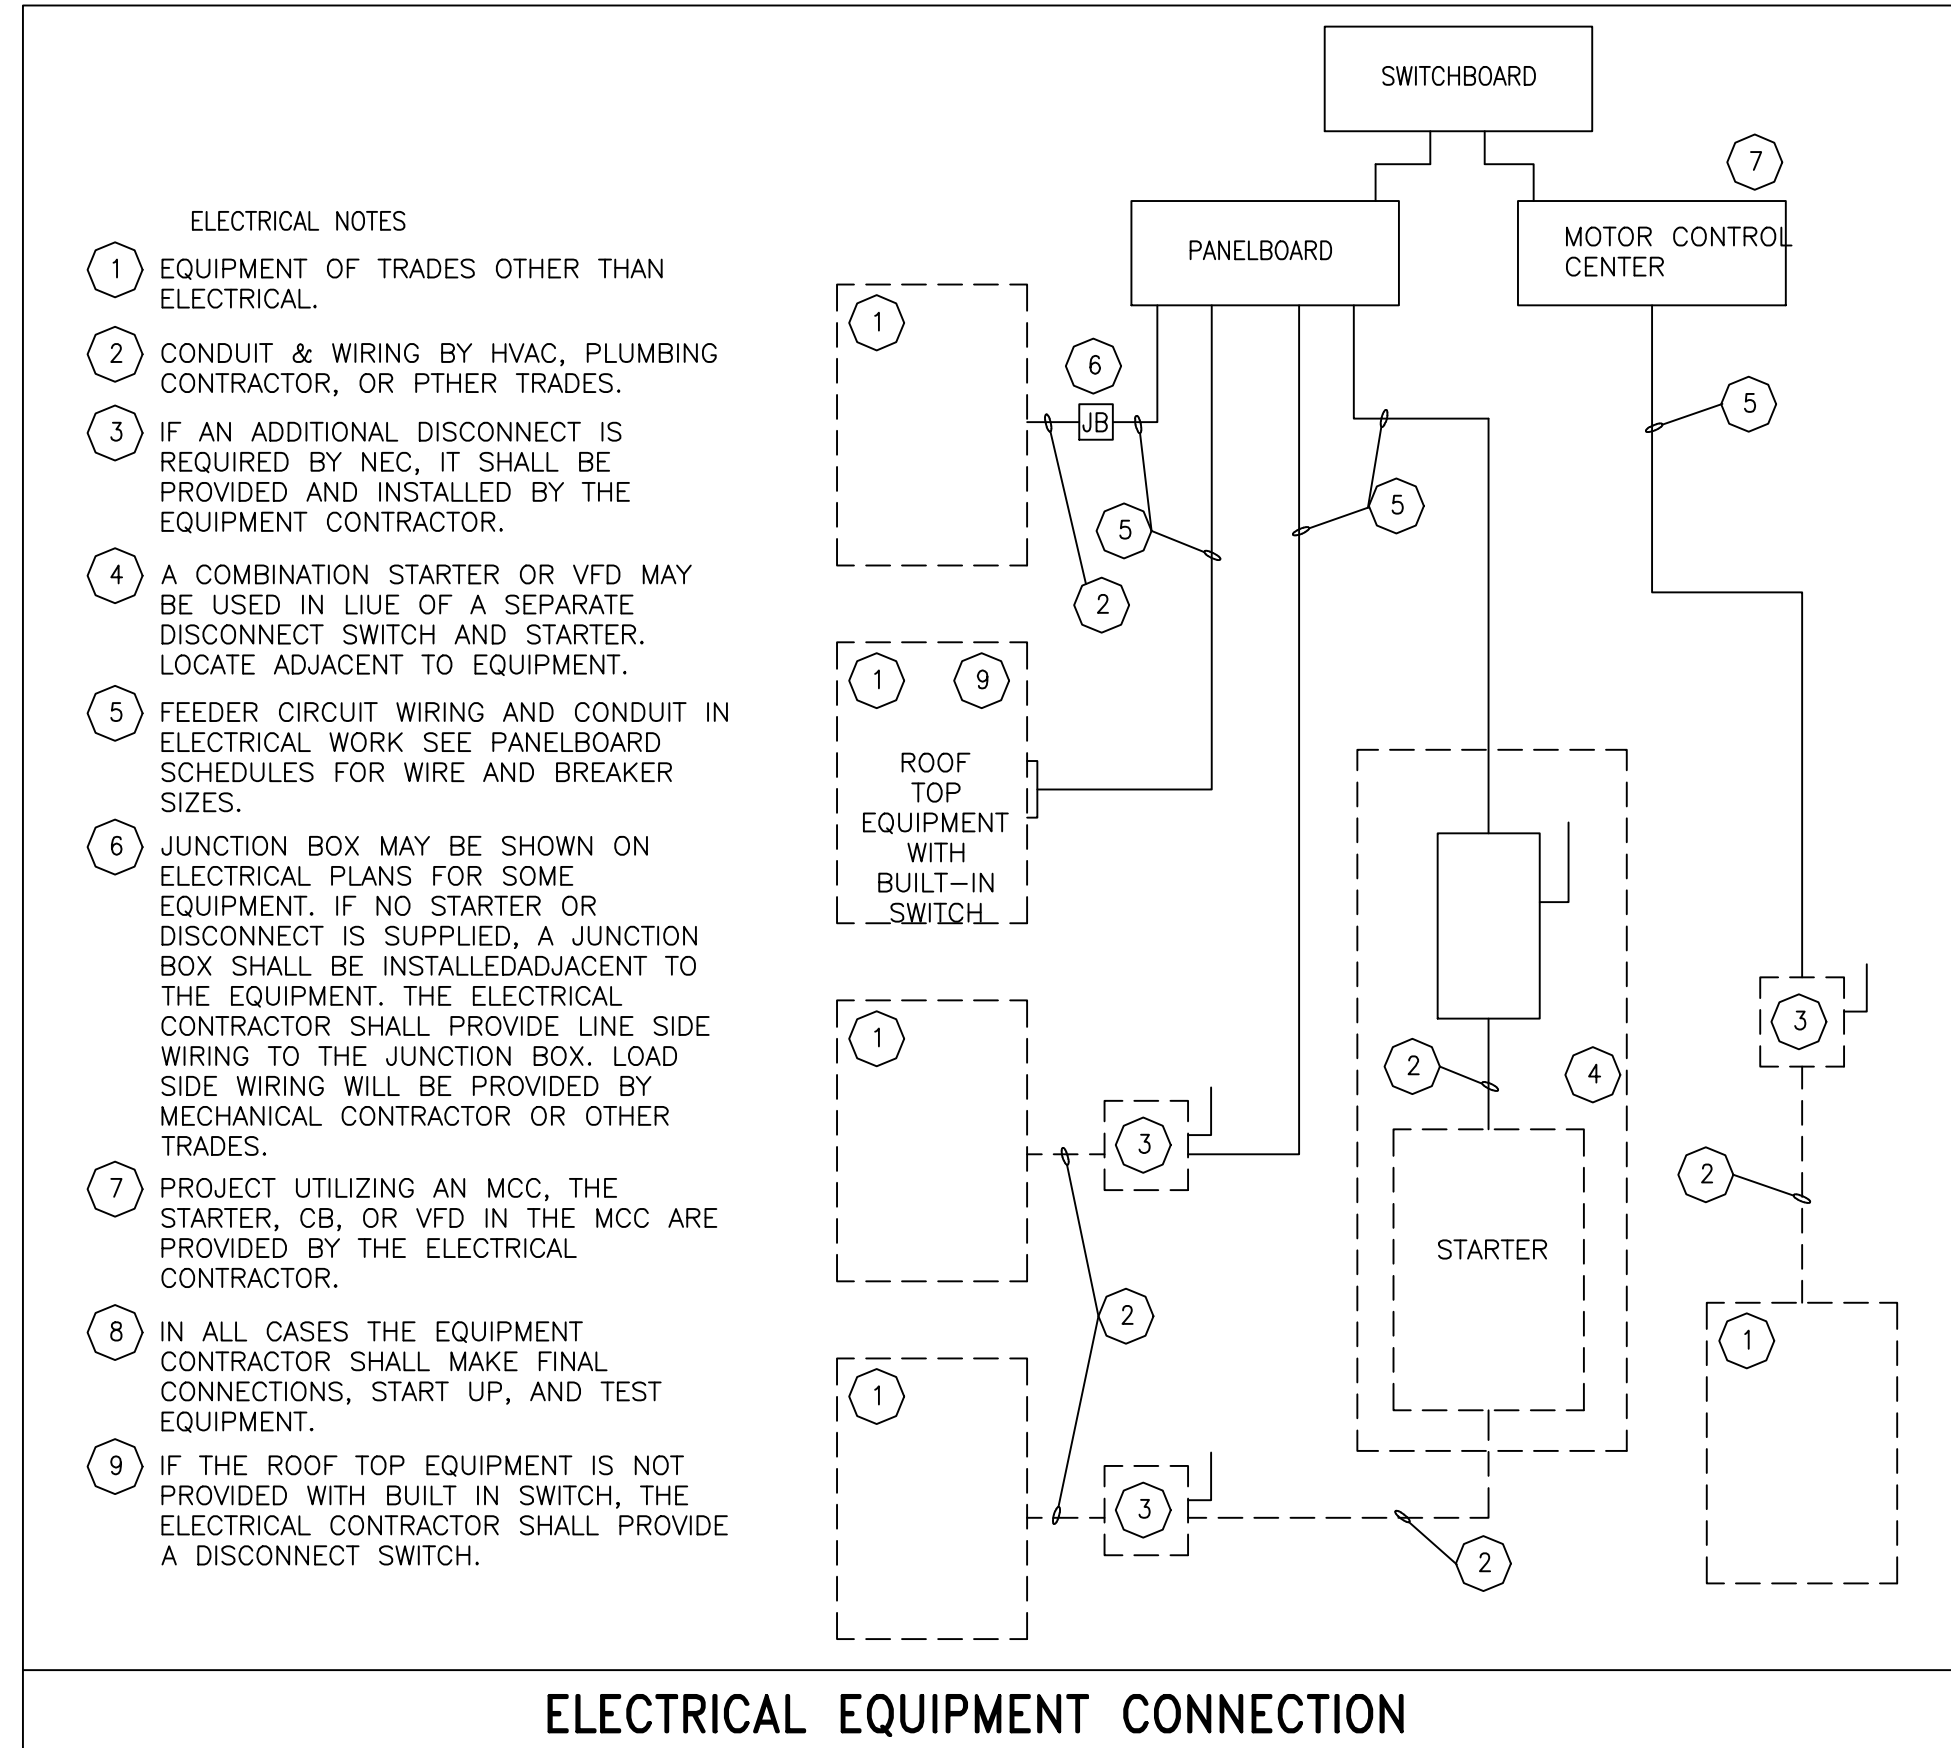 ELECTRICAL NOTES
1 EQUIPMENT OF TRADES OTHER THAN
ELECTRICAL.
2 CONDUIT & WIRING BY HVAC, PLUMBING
CONTRACTOR, OR PTHER TRADES.
3 IF AN ADDITIONAL DISCONNECT IS
REQUIRED BY NEC, IT SHALL BE
PROVIDED AND INSTALLED BY THE
EQUIPMENT CONTRACTOR.
4 A COMBINATION STARTER OR VFD MAY
BE USED IN LIUE OF A SEPARATE
DISCONNECT SWITCH AND STARTER.
LOCATE ADJACENT TO EQUIPMENT.
5 FEEDER CIRCUIT WIRING AND CONDUIT IN
ELECTRICAL WORK SEE PANELBOARD
SCHEDULES FOR WIRE AND BREAKER
SIZES.
6 JUNCTION BOX MAY BE SHOWN ON
ELECTRICAL PLANS FOR SOME
EQUIPMENT. IF NO STARTER OR
DISCONNECT IS SUPPLIED, A JUNCTION
BOX SHALL BE INSTALLEDADJACENT TO
THE EQUIPMENT. THE ELECTRICAL
CONTRACTOR SHALL PROVIDE LINE SIDE
WIRING TO THE JUNCTION BOX. LOAD
SIDE WIRING WILL BE PROVIDED BY
MECHANICAL CONTRACTOR OR OTHER
TRADES.
7 PROJECT UTILIZING AN MCC, THE
STARTER, CB, OR VFD IN THE MCC ARE
PROVIDED BY THE ELECTRICAL
CONTRACTOR.
8 IN ALL CASES THE EQUIPMENT
CONTRACTOR SHALL MAKE FINAL
CONNECTIONS, START UP, AND TEST
EQUIPMENT.
9 IF THE ROOF TOP EQUIPMENT IS NOT
PROVIDED WITH BUILT IN SWITCH, THE
ELECTRICAL CONTRACTOR SHALL PROVIDE
A DISCONNECT SWITCH.
SWITCHBOARD
7
PANELBOARD
MOTOR CONTROL
CENTER
1
6
JB
5
5
5
2
1
9
ROOF
TOP
EQUIPMENT
WITH
BUILT-IN
SWITCH
1
3
2
1
3
2
4
STARTER
2
3
2
1
ELECTRICAL EQUIPMENT CONNECTION